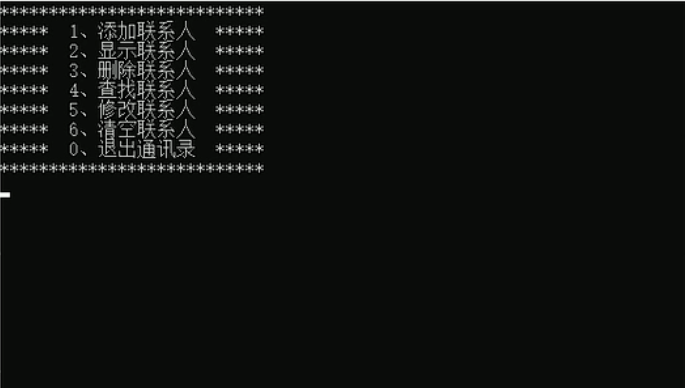 ***************************
*****  1、添加联系人  *****
*****  2、显示联系人  *****
*****  3、删除联系人  *****
*****  4、查找联系人  *****
*****  5、修改联系人  *****
*****  6、清空联系人  *****
*****  0、退出通讯录  *****
***************************